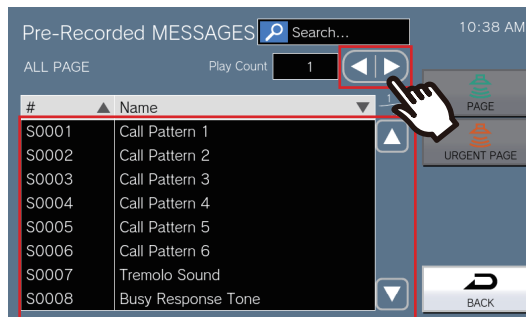 Pre-Recorded MESSAGES Search... 10:38 AM
ALL PAGE Play Count 1
# Name 1
PAGE
S0001 Call Pattern 1
S0002 Call Pattern 2
URGENT PAGE
S0003 Call Pattern 3
S0004 Call Pattern 4
S0005 Call Pattern 5
S0006 Call Pattern 6
S0007 Tremolo Sound
S0008 Busy Response Tone
BACK